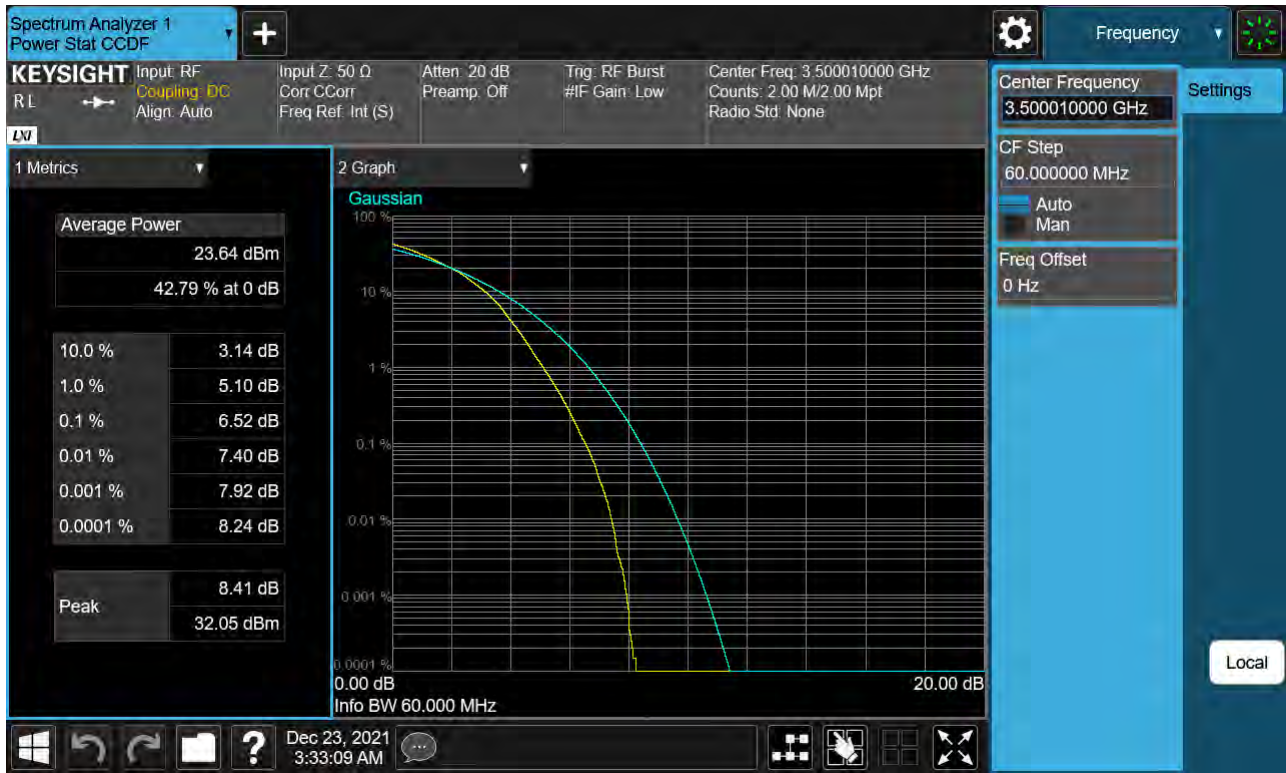 Spectrum Analyzer 1
Power Stat CCDF
Frequency
KEYSIGHT
RL
LXI
Input: RF
Coupling: DC
Align: Auto
Input Z: 50 Ω
Corr CCorr
Freq Ref: Int (S)
Atten: 20 dB
Preamp: Off
Trig: RF Burst
#IF Gain: Low
Center Freq: 3.500010000 GHz
Counts: 2.00 M/2.00 Mpt
Radio Std: None
1 Metrics
Average Power
23.64 dBm
42.79 % at 0 dB
10.0 % 3.14 dB
1.0 % 5.10 dB
0.1 % 6.52 dB
0.01 % 7.40 dB
0.001 % 7.92 dB
0.0001 % 8.24 dB
Peak
8.41 dB
32.05 dBm
2 Graph
Gaussian
100 %
10 %
1 %
0.1 %
0.01 %
0.001 %
0.0001 %
0.00 dB 20.00 dB
Info BW 60.000 MHz
Center Frequency
3.500010000 GHz
Settings
CF Step
60.000000 MHz
Auto
Man
Freq Offset
0 Hz
Local
?
Dec 23, 2021
3:33:09 AM